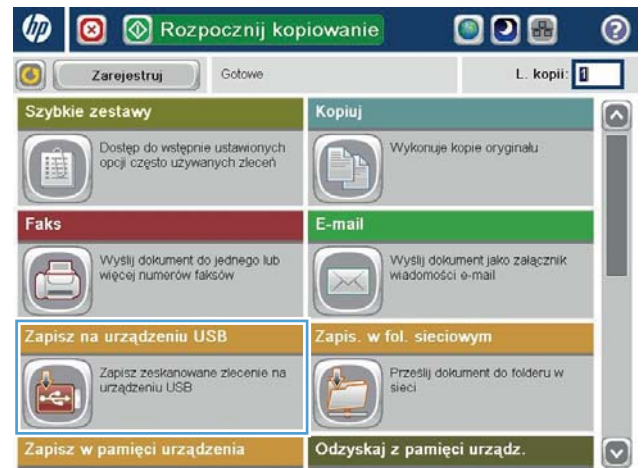 hp Rozpocznij kopiowanie ?
Zarejestruj Gotowe L. kopii: 1
Szybkie zestawy
Dostęp do wstępnie ustawionych
opcji często używanych zleceń
Kopiuj
Wykonuje kopie oryginału
Faks
Wyślij dokument do jednego lub
więcej numerów faksów
E-mail
Wyślij dokument jako załącznik
wiadomości e-mail
Zapisz na urządzeniu USB
Zapisz zeskanowane zlecenie na
urządzeniu USB
Zapis. w fol. sieciowym
Prześlij dokument do folderu w
sieci
Zapisz w pamięci urządzenia
Odzyskaj z pamięci urządz.